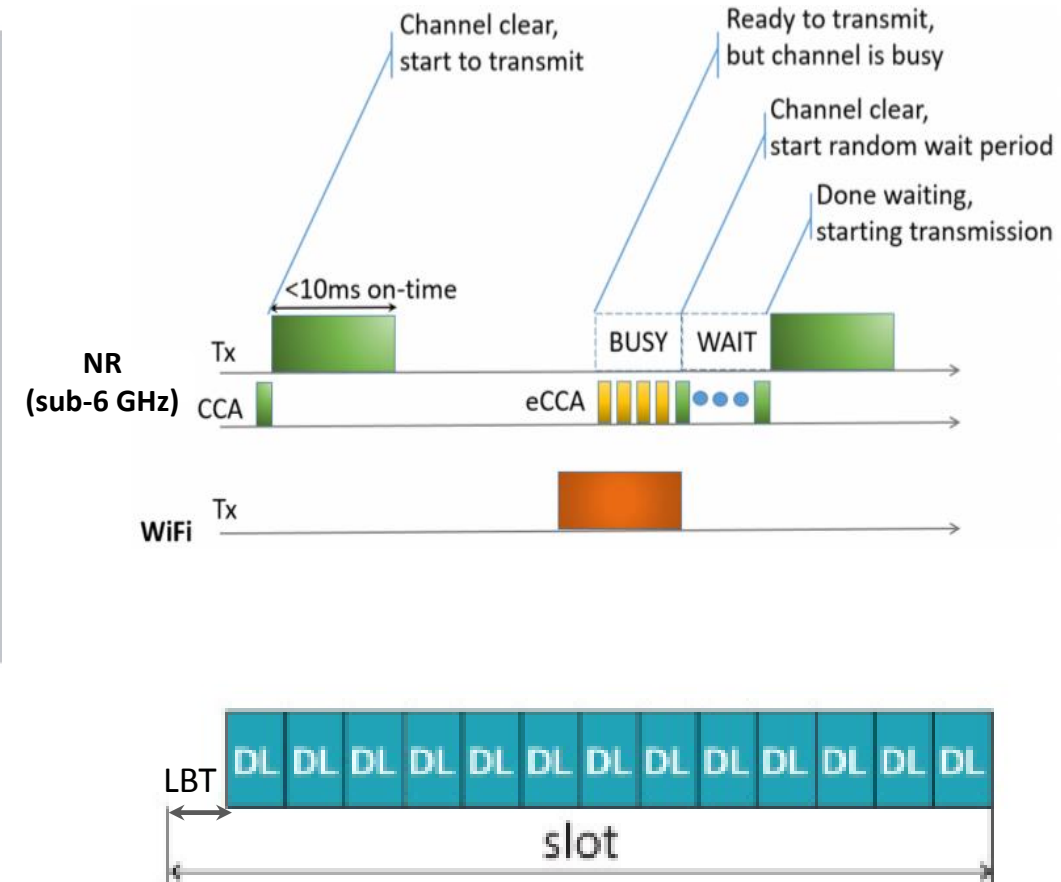 Channel clear,
start to transmit
Ready to transmit,
but channel is busy
Channel clear,
start random wait period
Done waiting,
starting transmission
<10ms on-time
NR
(sub-6 GHz)
Tx
BUSY
WAIT
CCA
eCCA
WiFi
Tx
LBT
DL DL DL DL DL DL DL DL DL DL DL DL DL
slot